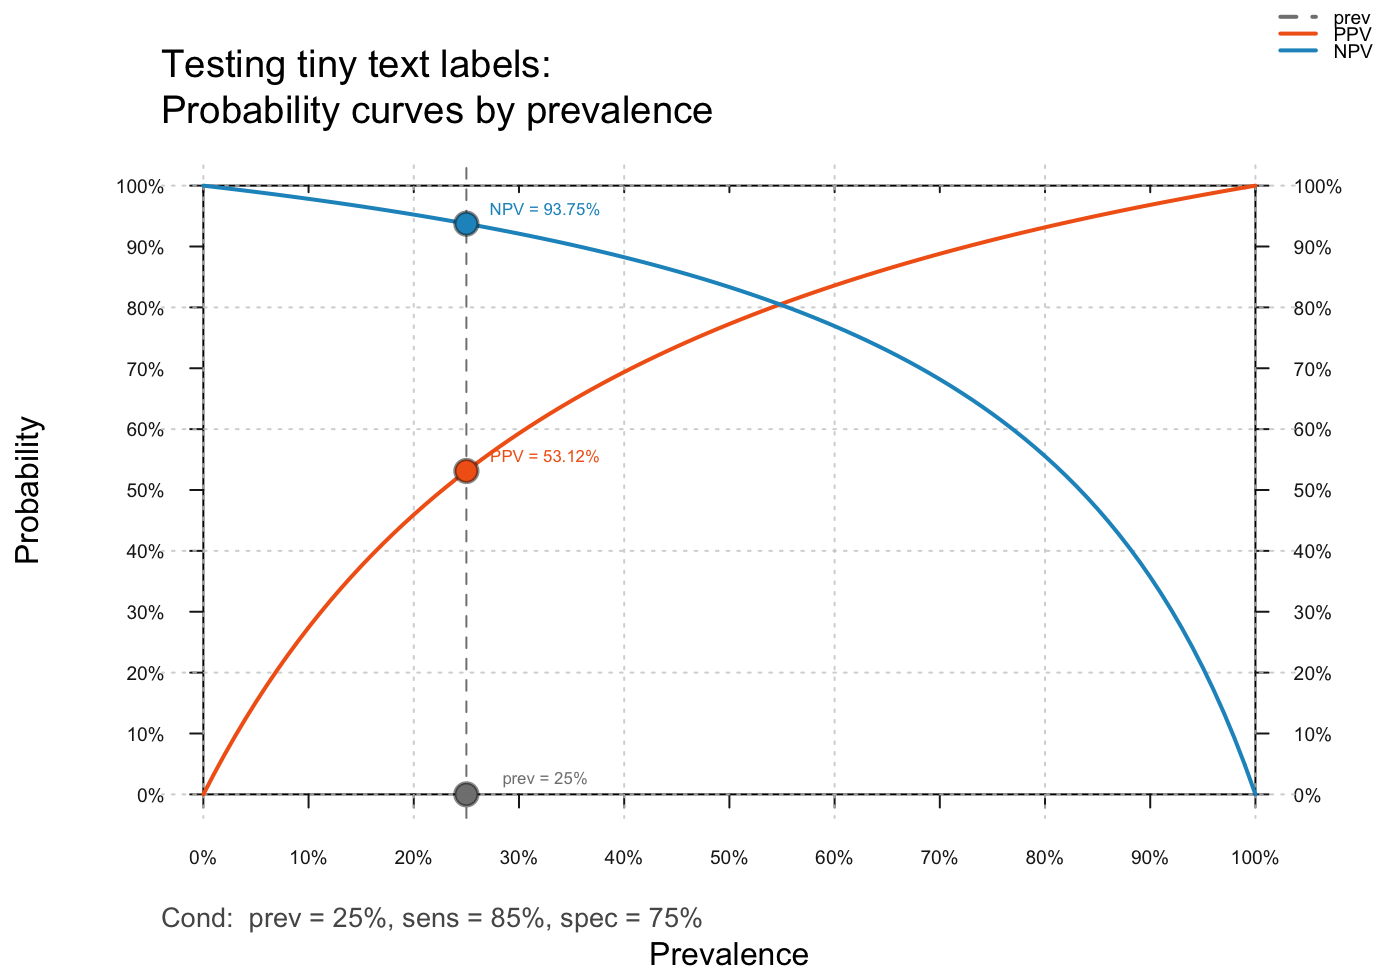 prev
PPV
NPV
Testing tiny text labels:
Probability curves by prevalence
100% 100%
NPV = 93.75%
90% 90%
80% 80%
70% 70%
60% 60%
PPV = 53.12%
50% 50%
40% 40%
30% 30%
20% 20%
10% 10%
prev = 25%
0% 0%
Probability
0% 10% 20% 30% 40% 50% 60% 70% 80% 90% 100%
Cond:  prev = 25%, sens = 85%, spec = 75%
Prevalence